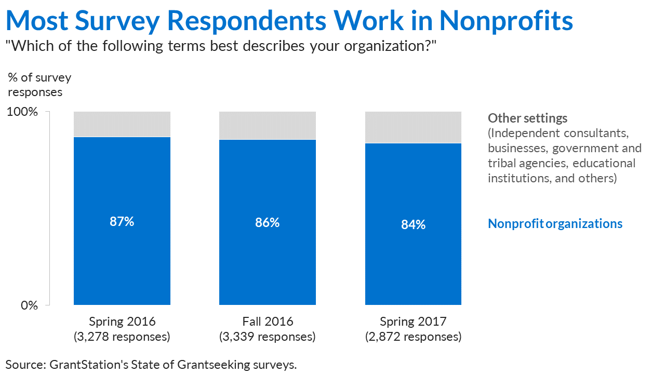 Most Survey Respondents Work in Nonprofits
"Which of the following terms best describes your organization?"
% of survey
responses
100%
Other settings
(Independent consultants,
businesses, government and
tribal agencies, educational
institutions, and others)
87%
86%
84%
Nonprofit organizations
0%
Spring 2016
(3,278 responses)
Fall 2016
(3,339 responses)
Spring 2017
(2,872 responses)
Source: GrantStation's State of Grantseeking surveys.